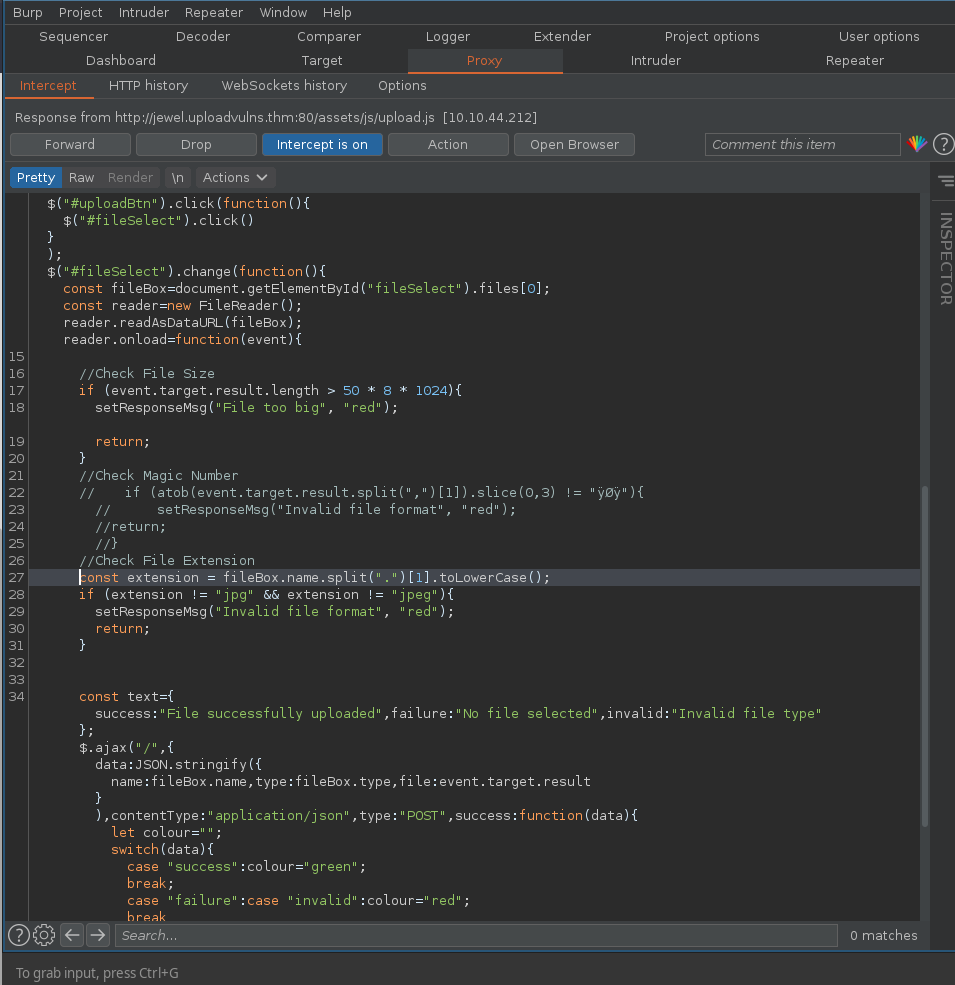 Burp Project Intruder Repeater Window Help
Sequencer Decoder Comparer Logger Extender Project options User options
Dashboard Target Proxy Intruder Repeater
Intercept HTTP history WebSockets history Options
Response from http://jewel.uploadvulns.thm:80/assets/js/upload.js [10.10.44.212]
Forward Drop Intercept is on Action Open Browser Comment this item ?
Pretty Raw Render \n Actions
INSPECTOR
$("#uploadBtn").click(function(){
$("#fileSelect").click()
}
);
$("#fileSelect").change(function(){
const fileBox=document.getElementById("fileSelect").files[0];
const reader=new FileReader();
reader.readAsDataURL(fileBox);
reader.onload=function(event){
15
16 //Check File Size
17 if (event.target.result.length > 50 * 8 * 1024){
18 setResponseMsg("File too big", "red");
19 return;
20 }
21 //Check Magic Number
22 // if (atob(event.target.result.split(",")[1]).slice(0,3) != "ÿØÿ"){
23 // setResponseMsg("Invalid file format", "red");
24 //return;
25 //}
26 //Check File Extension
27 const extension = fileBox.name.split(".")[1].toLowerCase();
28 if (extension != "jpg" && extension != "jpeg"){
29 setResponseMsg("Invalid file format", "red");
30 return;
31 }
32
33
34 const text={
success:"File successfully uploaded",failure:"No file selected",invalid:"Invalid file type"
};
$.ajax("/",{
data:JSON.stringify({
name:fileBox.name,type:fileBox.type,file:event.target.result
}
),contentType:"application/json",type:"POST",success:function(data){
let colour="";
switch(data){
case "success":colour="green";
break;
case "failure":case "invalid":colour="red";
break
? Search... 0 matches
To grab input, press Ctrl+G